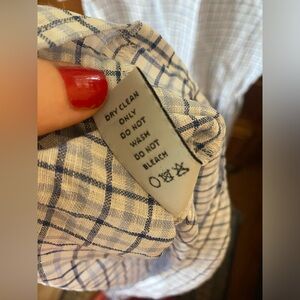 DRY CLEAN
ONLY
DO NOT
WASH
DO NOT
BLEACH